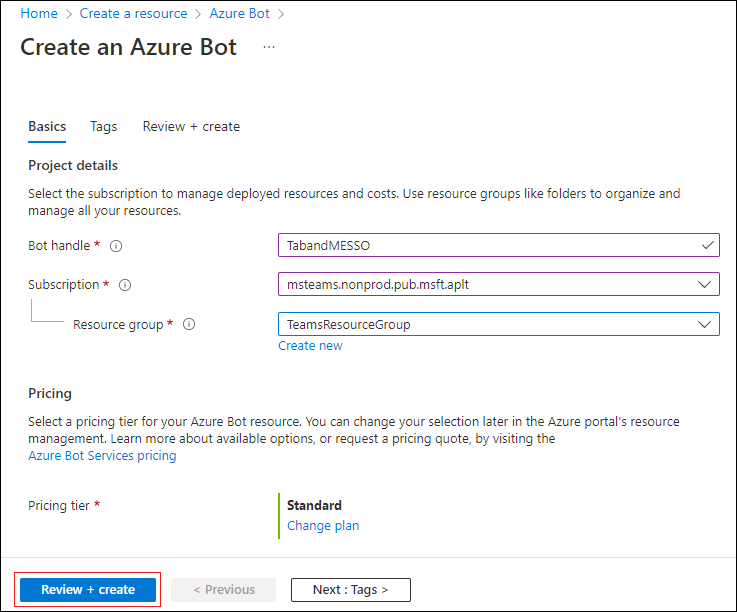 Home > Create a resource > Azure Bot >
Create an Azure Bot ...
Basics Tags Review + create
Project details
Select the subscription to manage deployed resources and costs. Use resource groups like folders to organize and
manage all your resources.
Bot handle * TabandMESSO
Subscription * msteams.nonprod.pub.msft.aplt
Resource group * TeamsResourceGroup
Create new
Pricing
Select a pricing tier for your Azure Bot resource. You can change your selection later in the Azure portal's resource
management. Learn more about available options, or request a pricing quote, by visiting the
Azure Bot Services pricing
Pricing tier * Standard
Change plan
Review + create < Previous Next : Tags >